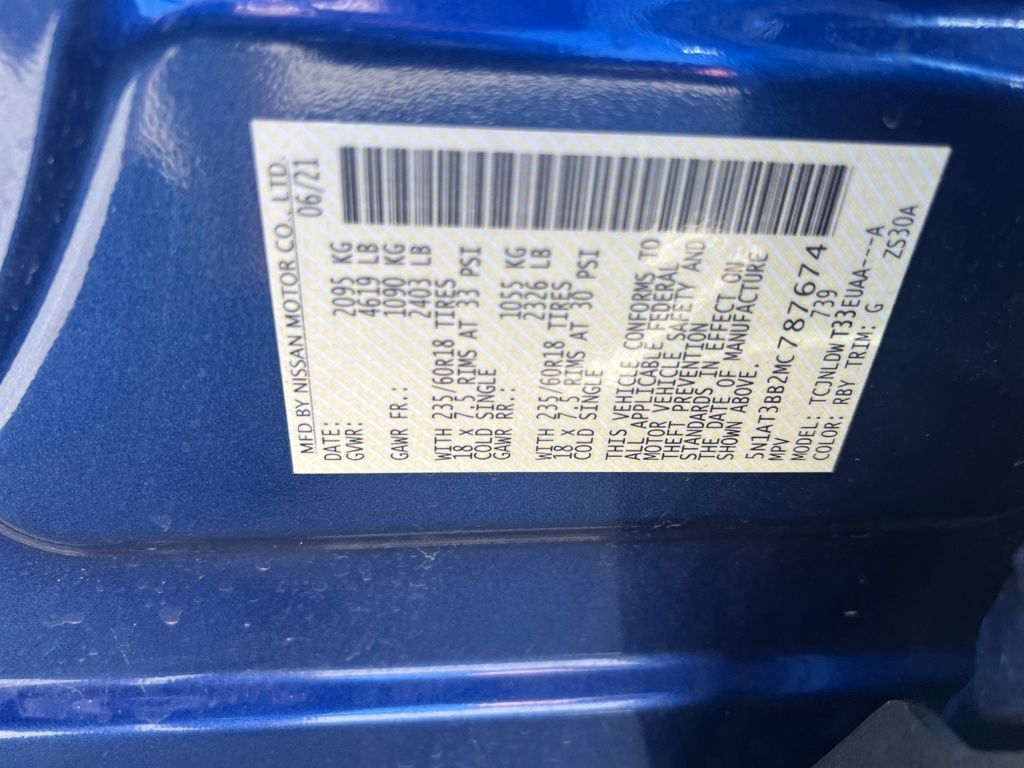 MFD BY NISSAN MOTOR CO., LTD.
DATE: 06/21
GVWR: 2095 KG
4619 LB
GAWR FR.: 1090 KG
2403 LB
WITH 235/60R18 TIRES
18 X 7.5 RIMS AT 33 PSI
COLD SINGLE
GAWR RR.: 1055 KG
2326 LB
WITH 235/60R18 TIRES
18 X 7.5 RIMS AT 30 PSI
COLD SINGLE
THIS VEHICLE CONFORMS TO
ALL APPLICABLE FEDERAL
MOTOR VEHICLE SAFETY AND
THEFT PREVENTION
STANDARDS IN EFFECT ON
THE DATE OF MANUFACTURE
SHOWN ABOVE.
5N1AT3BB2MC787674
MPV 739
MODEL: TCJNLDWT33EUAA----A
COLOR: RBY TRIM: G ZS30A